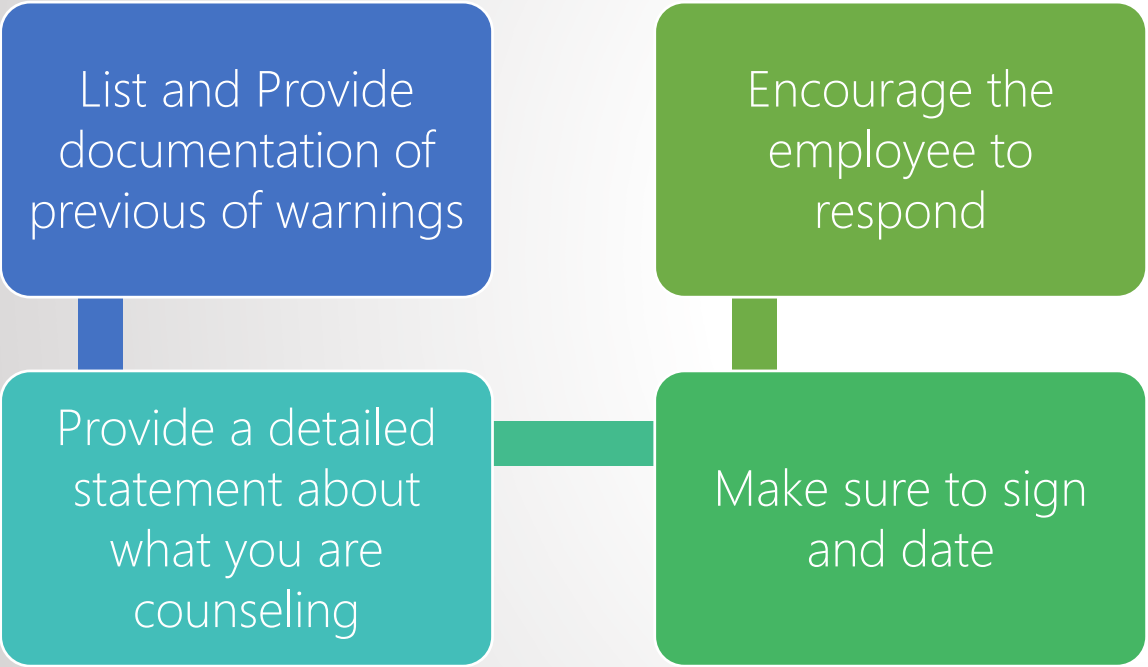 List and Provide
documentation of
previous of warnings
Provide a detailed
statement about
what you are
counseling
Make sure to sign
and date
Encourage the
employee to
respond